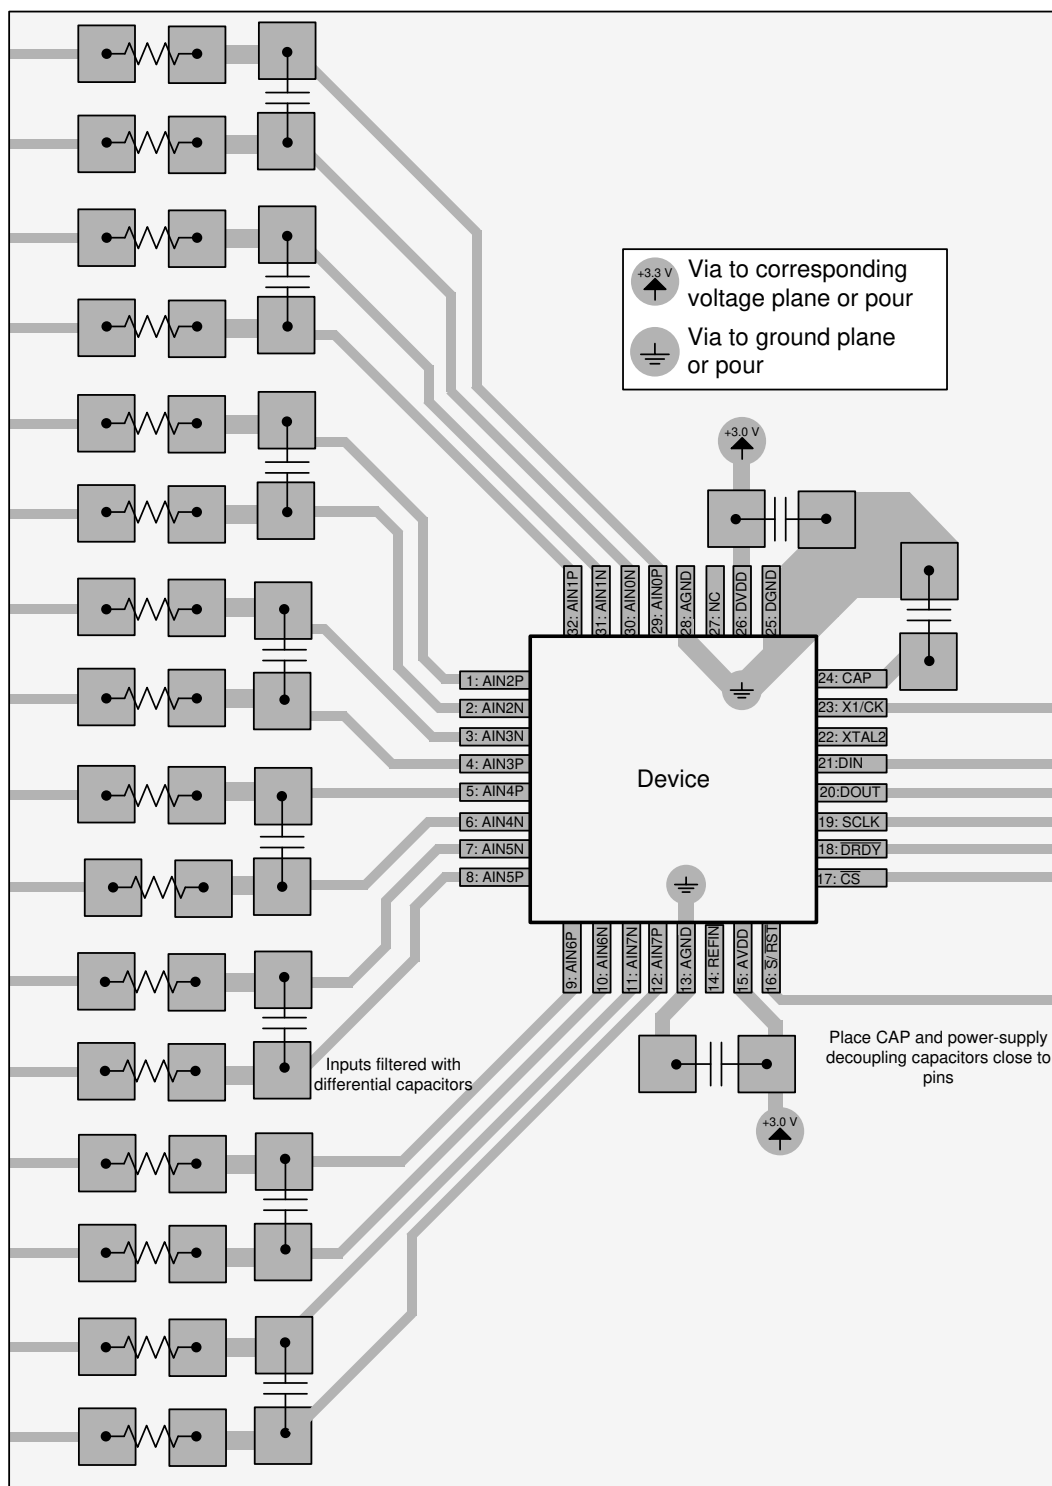 +3.3 V
Via to corresponding
voltage plane or pour
Via to ground plane
or pour
+3.0 V
32: AIN1P
31: AIN1N
30: AIN0N
29: AIN0P
28: AGND
27: NC
26: DVDD
25: DGND
1: AIN2P
2: AIN2N
3: AIN3N
4: AIN3P
5: AIN4P
6: AIN4N
7: AIN5N
8: AIN5P
Device
24: CAP
23: X1/CK
22: XTAL2
21:DIN
20:DOUT
19: SCLK
18: DRDY
17: CS
9: AIN6P
10: AIN6N
11: AIN7N
12: AIN7P
13: AGND
14: REFIN
15: AVDD
16: S/RST
Inputs filtered with
differential capacitors
Place CAP and power-supply
decoupling capacitors close to
pins
+3.0 V